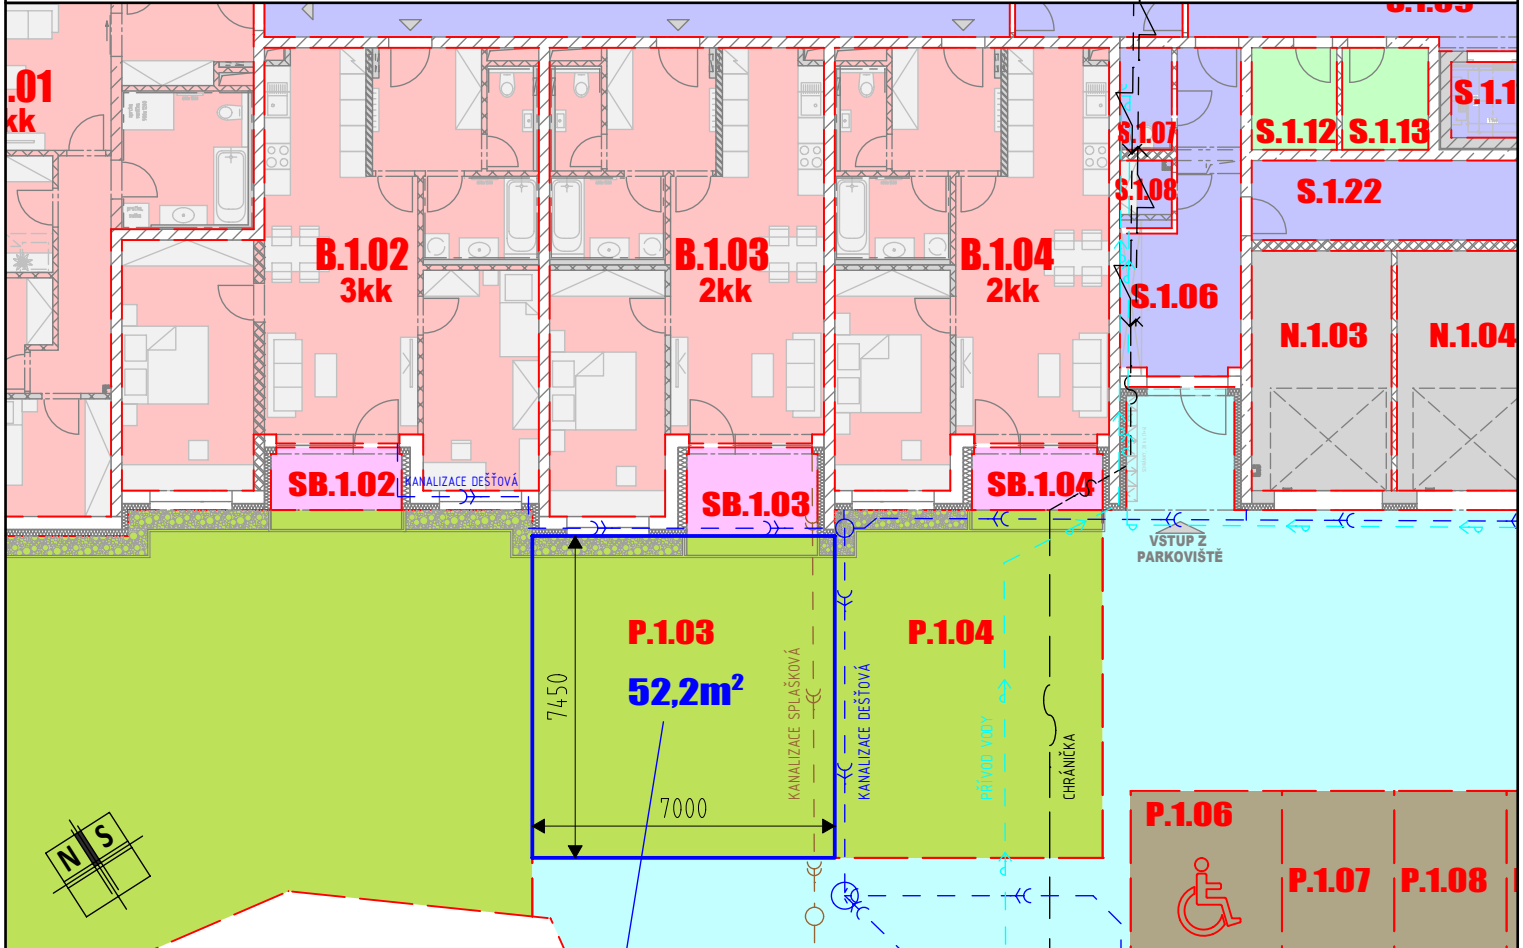 .01
kk
B.1.02
3kk
B.1.03
2kk
B.1.04
2kk
S.1.07
S.1.08
S.1.06
S.1.12
S.1.13
S.1.1
S.1.22
N.1.03
N.1.04
SB.1.02
KANALIZACE DEŠŤOVÁ
SB.1.03
SB.1.04
VSTUP Z
PARKOVIŠTĚ
P.1.03
52,2m²
7450
7000
KANALIZACE SPLAŠKOVÁ
KANALIZACE DEŠŤOVÁ
P.1.04
PŘÍVOD VODY
CHRÁNIČKA
P.1.06
P.1.07
P.1.08
N
S